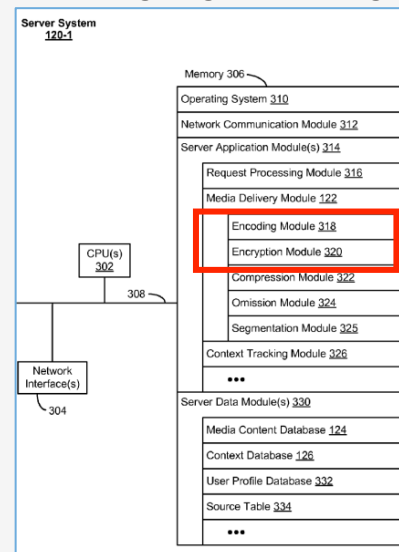 Server System
120-1
Memory 306
Operating System 310
Network Communication Module 312
Server Application Module(s) 314
Request Processing Module 316
Media Delivery Module 122
Encoding Module 318
Encryption Module 320
Compression Module 322
Omission Module 324
Segmentation Module 325
Context Tracking Module 326
•••
Server Data Module(s) 330
Media Content Database 124
Context Database 126
User Profile Database 332
Source Table 334
•••
CPU(s)
302
308
Network
Interface(s)
304